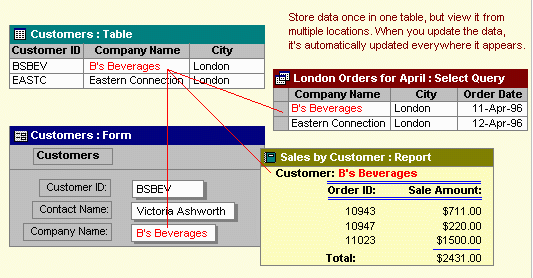 Store data once in one table, but view it from
multiple locations. When you update the data,
it's automatically updated everywhere it appears.
Customers : Table
Customer ID Company Name City
BSBEV B's Beverages London
EASTC Eastern Connection London
London Orders for April : Select Query
Company Name City Order Date
B's Beverages London 11-Apr-96
Eastern Connection London 12-Apr-96
Customers : Form
Customers
Customer ID: BSBEV
Contact Name: Victoria Ashworth
Company Name: B's Beverages
Sales by Customer : Report
Customer: B's Beverages
Order ID: Sale Amount:
10943 $711.00
10947 $220.00
11023 $1500.00
Total: $2431.00